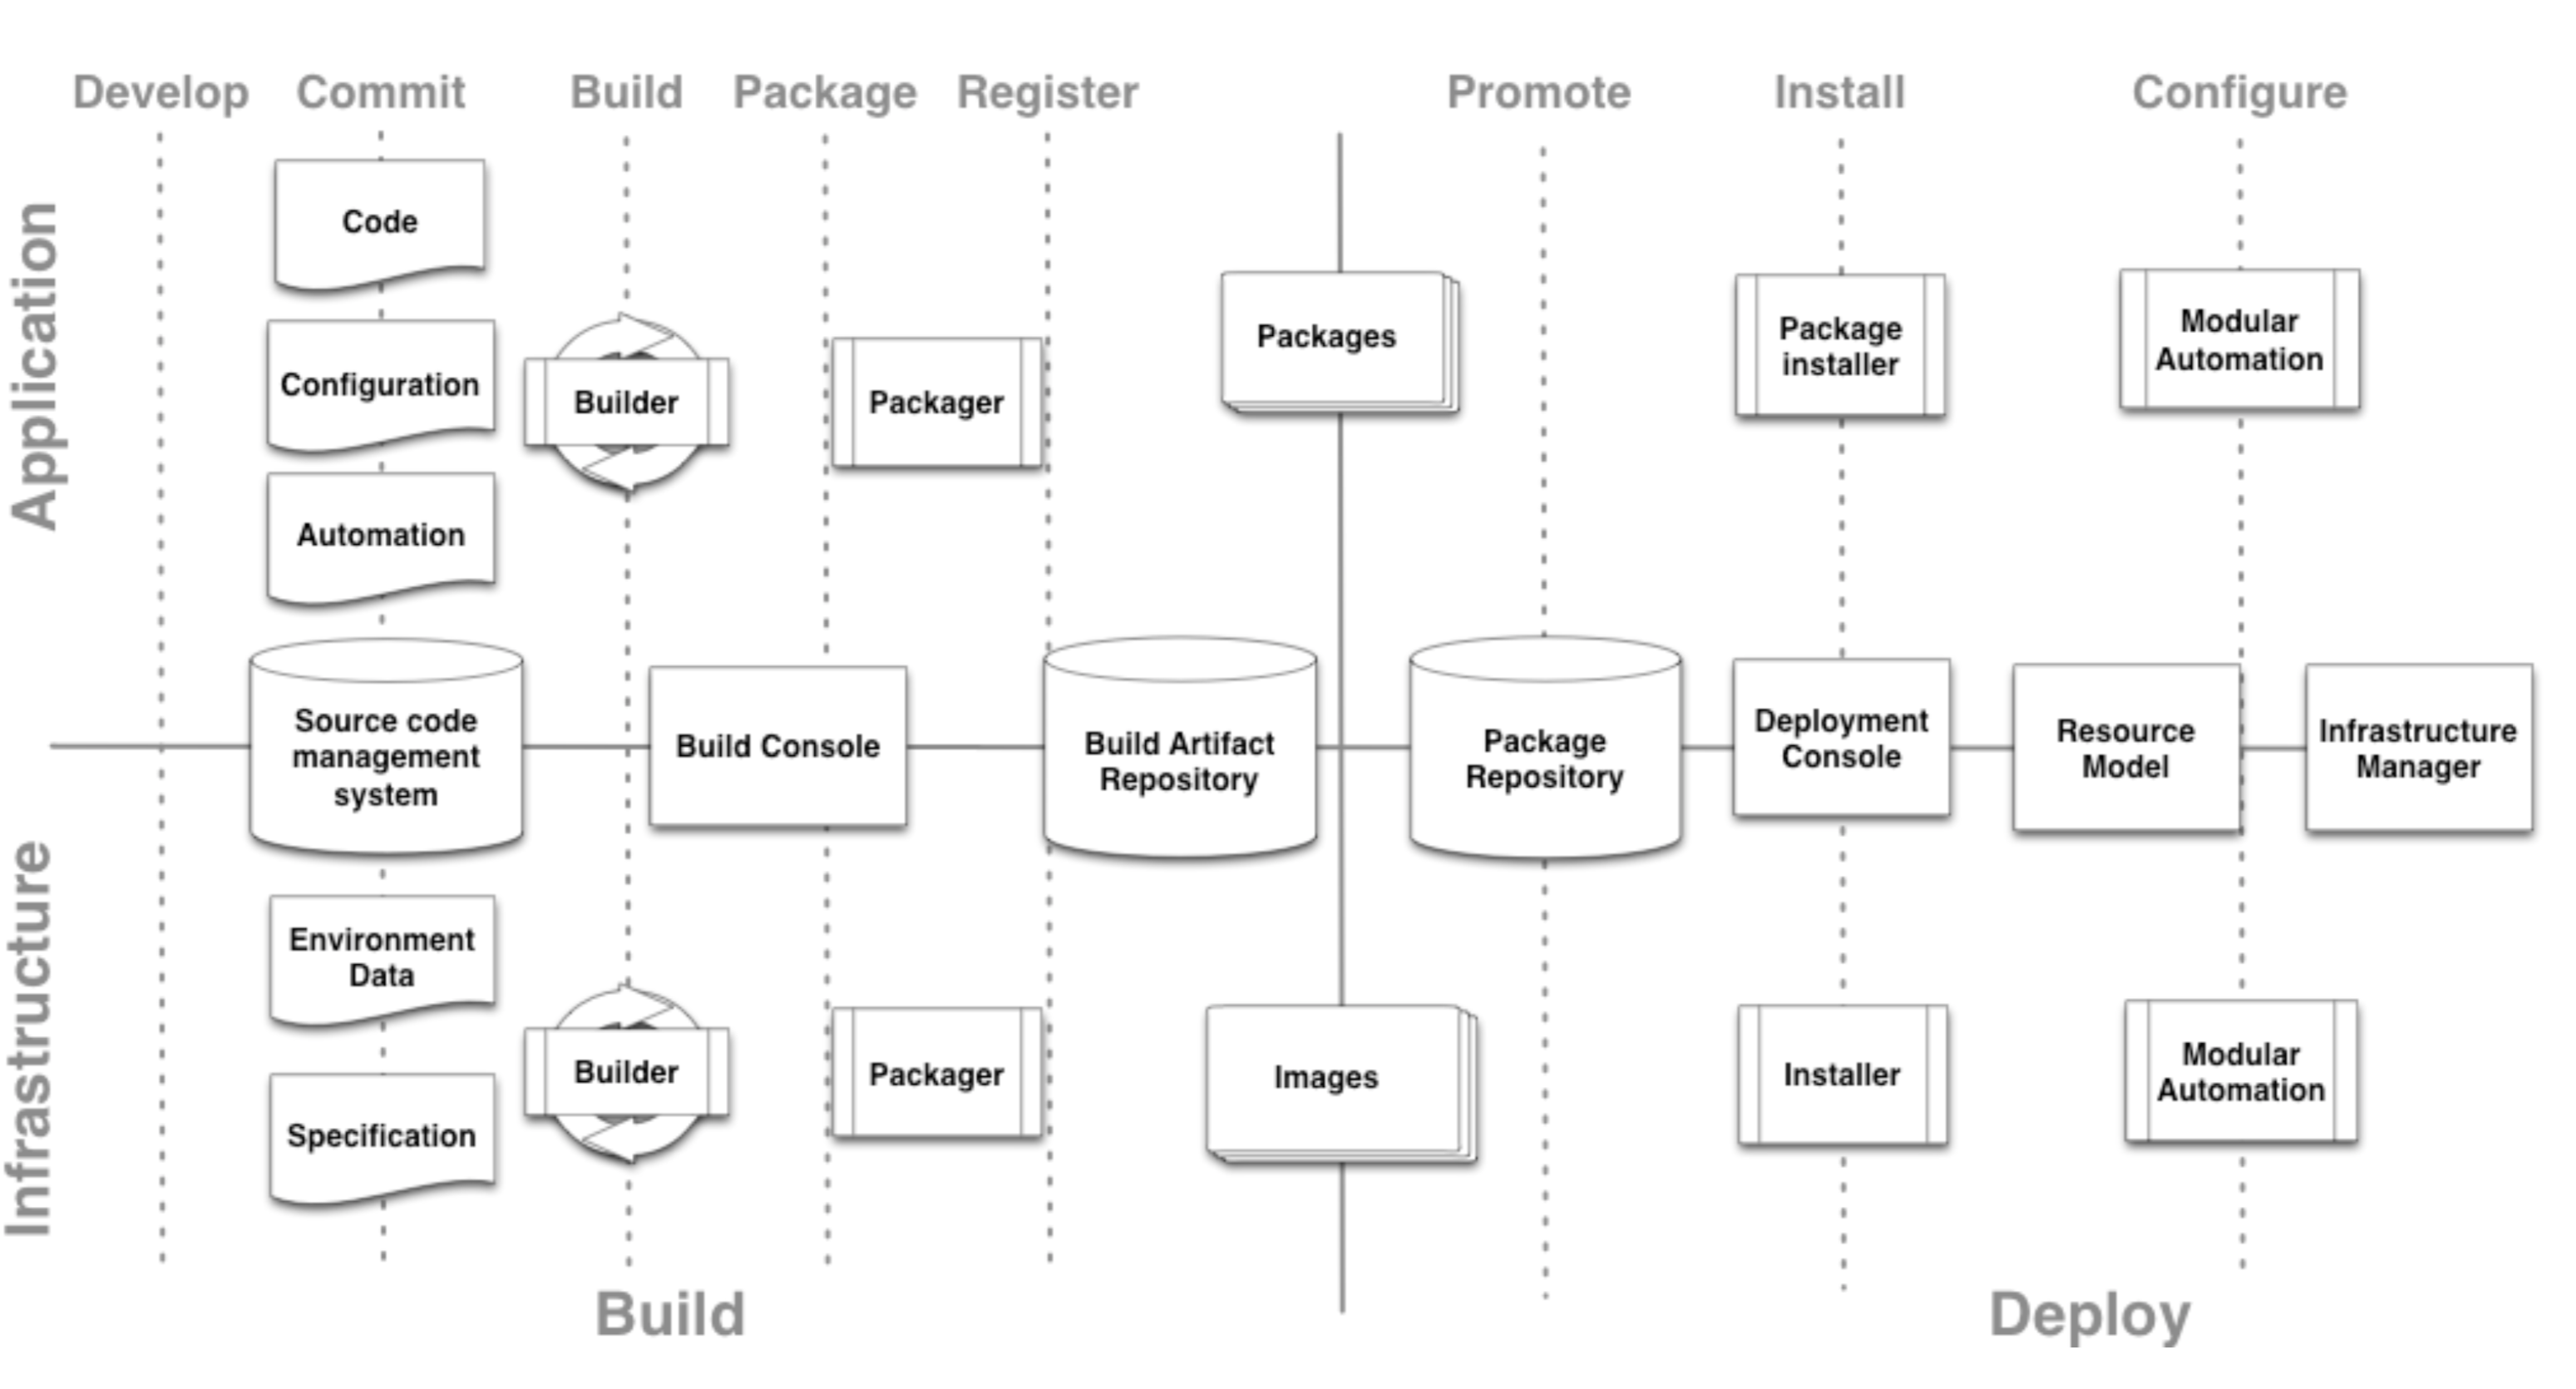 Develop
Commit
Build
Package
Register
Promote
Install
Configure
Application
Code
Configuration
Automation
Builder
Packager
Packages
Package
installer
Modular
Automation
Source code
management
system
Build Console
Build Artifact
Repository
Package
Repository
Deployment
Console
Resource
Model
Infrastructure
Manager
Infrastructure
Environment
Data
Specification
Builder
Packager
Images
Installer
Modular
Automation
Build
Deploy